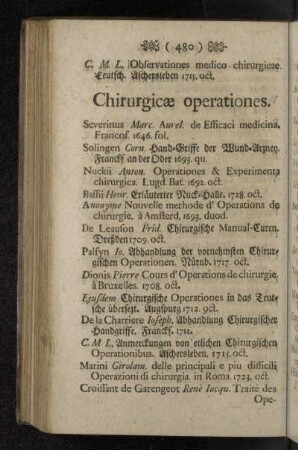 ( 480 )
C. M L. Observationes medico chirurgicae.
Teutsch. Aschersleben 1715. oct.
Chirurgicæ operationes.
Severinus Marc. Aurel. de Efficaci medicina.
Francof. 1646. fol.
Solingen Corn. Hand-Griffe der Wund-Artzney.
Franckf an der Oder 1693. qu.
Nuckii Anton. Operationes & Experimenta
chirurgica. Lugd. Bat. 1692. oct.
Bassii Henr. Erläuterter Nuck-Halle. 1728. oct.
Anonyme Nouvelle methode d' Operations de
chirurgie, à Amsterd, 1693, duod.
De Leauson Frid. Chirurgische Manual-Curen.
Dreßden 1709. oct.
Palfyn Jo. Abhandlung der vornehmsten Chirur-
gischen Operationen. Nürnb. 1717. oct.
Dionis Pierre Cours d' Operations de chirurgie,
à Bruxelles. 1708. oct.
Ejusdem Chirurgische Operationes in das Teut-
sche übersetzt. Augspurg 1712. oct.
De la Charriere Joseph. Abhandlung Chirurgischer
Handgriffe. Franckf. 1712.
C. M L. Anmerckungen von etlichen Chirurgischen
Operationibus. Aschersleben. 1715. oct.
Marini Girolam. delle principali e piu difficili
Operazioni di chirurgia. in Roma 1723. oct.
Croissant de Garengeot René Jacqu. Traité des
Ope-